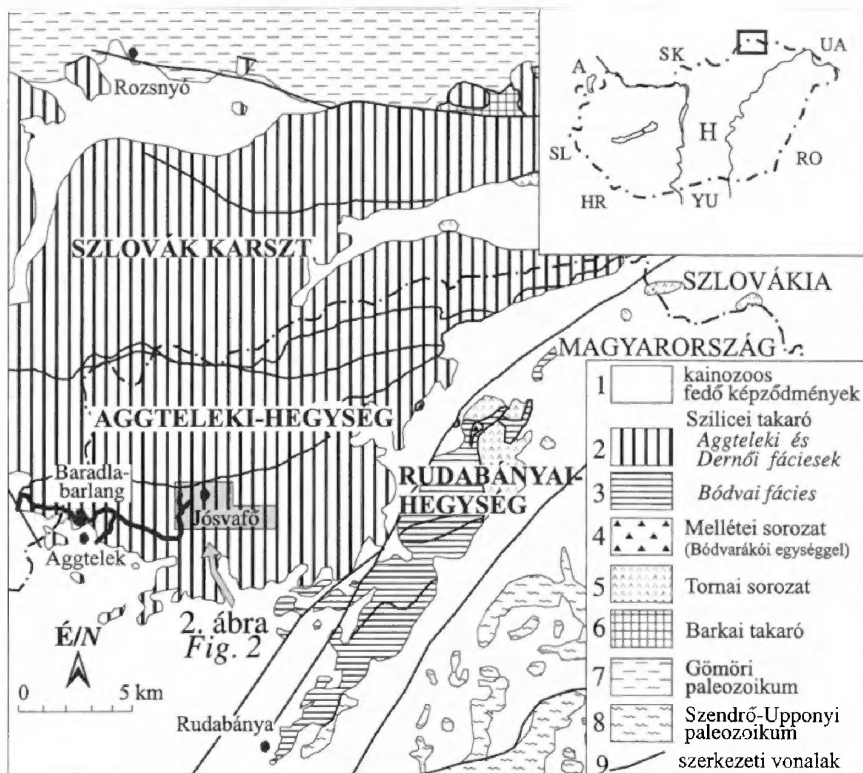 Rozsnyó
SK
UA
A
H
SL
RO
HR
YU
SZLOVÁK KARSZT
SZLOVÁKIA
MAGYARORSZÁG
AGGTELEKI-HEGYSÉG
Baradla-
barlang
Jósvafő
Aggtelek
RUDABÁNYAI-
HEGYSÉG
2. ábra
Fig. 2
É/N
0 5 km
Rudabánya
1 kainozoos
fedő képződmények
Szilicei takaró
2 Aggteleki és
Dernői fáciesek
3 Bódvai fácies
4 Mellétei sorozat
(Bódvarákói egységgel)
5 Tornai sorozat
6 Barkai takaró
7 Gömöri
paleozoikum
8 Szendrő-Upponyi
paleozoikum
9 szerkezeti vonalak